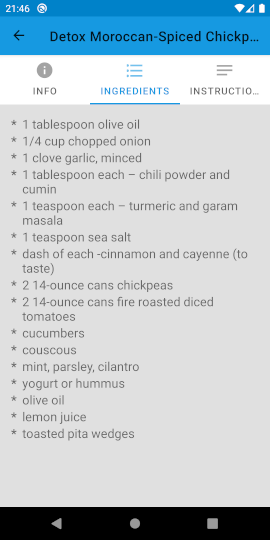 21:46
Detox Moroccan-Spiced Chickp...
INFO
INGREDIENTS
INSTRUCTIO...
* 1 tablespoon olive oil
* 1/4 cup chopped onion
* 1 clove garlic, minced
* 1 tablespoon each – chili powder and
cumin
* 1 teaspoon each – turmeric and garam
masala
* 1 teaspoon sea salt
* dash of each -cinnamon and cayenne (to
taste)
* 2 14-ounce cans chickpeas
* 2 14-ounce cans fire roasted diced
tomatoes
* cucumbers
* couscous
* mint, parsley, cilantro
* yogurt or hummus
* olive oil
* lemon juice
* toasted pita wedges